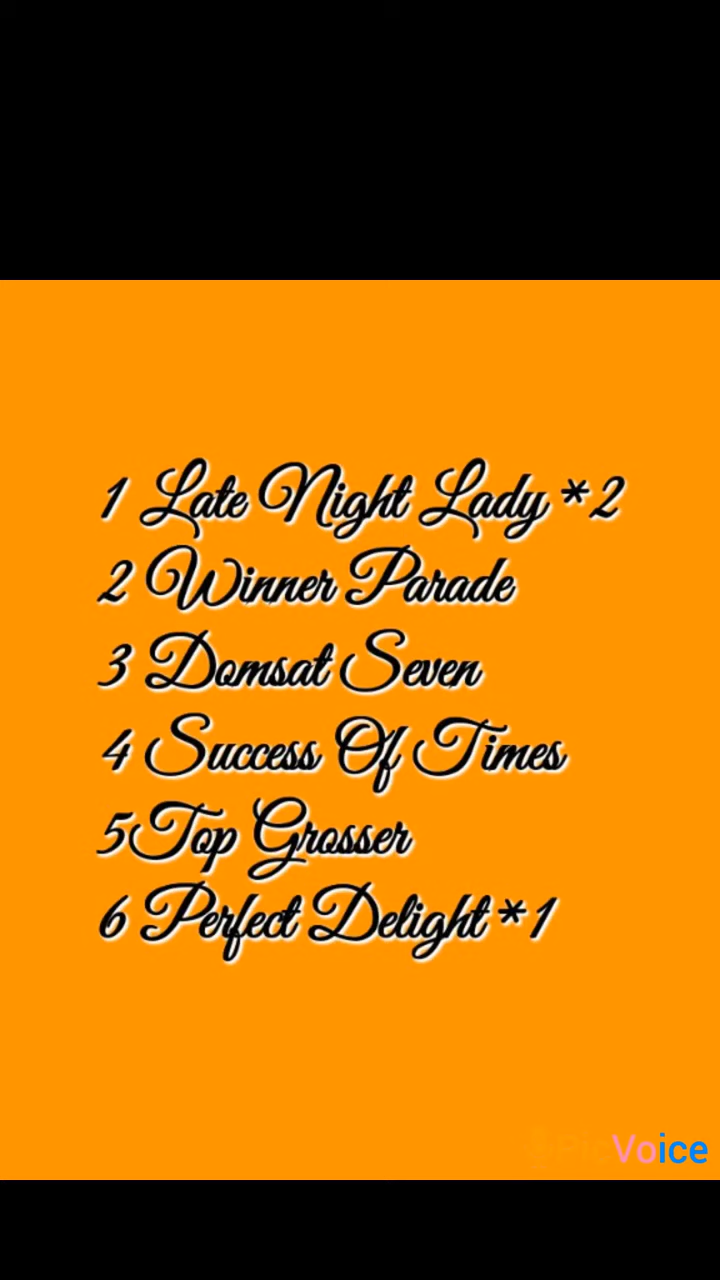 1 Late Night Lady *2
2 Winner Parade
3 Domsat Seven
4 Success Of Times
5Top Grosser
6 Perfect Delight *1
PicVoice